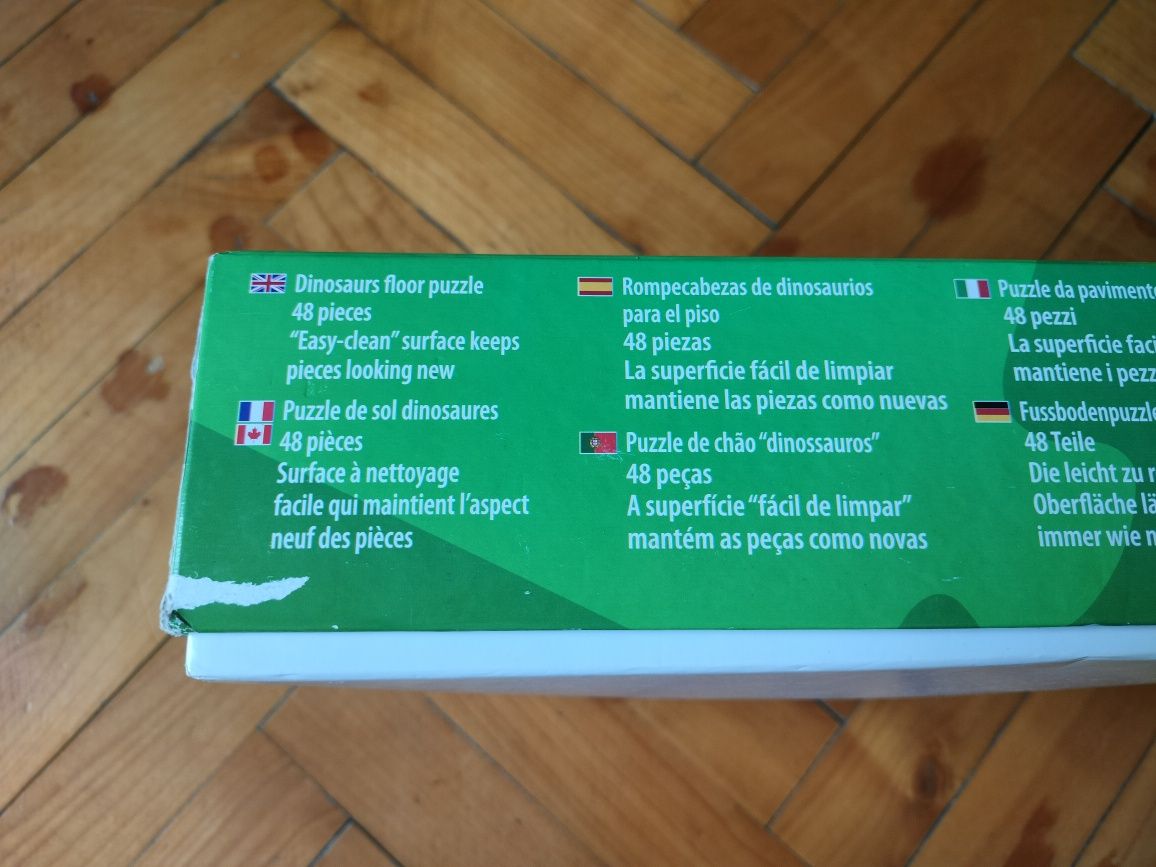 Dinosaurs floor puzzle
48 pieces
“Easy-clean” surface keeps
pieces looking new
Puzzle de sol dinosaures
48 pièces
Surface à nettoyage
facile qui maintient l’aspect
neuf des pièces
Rompecabezas de dinosaurios
para el piso
48 piezas
La superficie fácil de limpiar
mantiene las piezas como nuevas
Puzzle de chão “dinossauros”
48 peças
A superfície “fácil de limpar”
mantém as peças como novas
Puzzle da
48 pezzi
La superficie
mantiene i
Fussbodenpuzzle
48 Teile
Die leicht zu
Oberfläche
immer wie